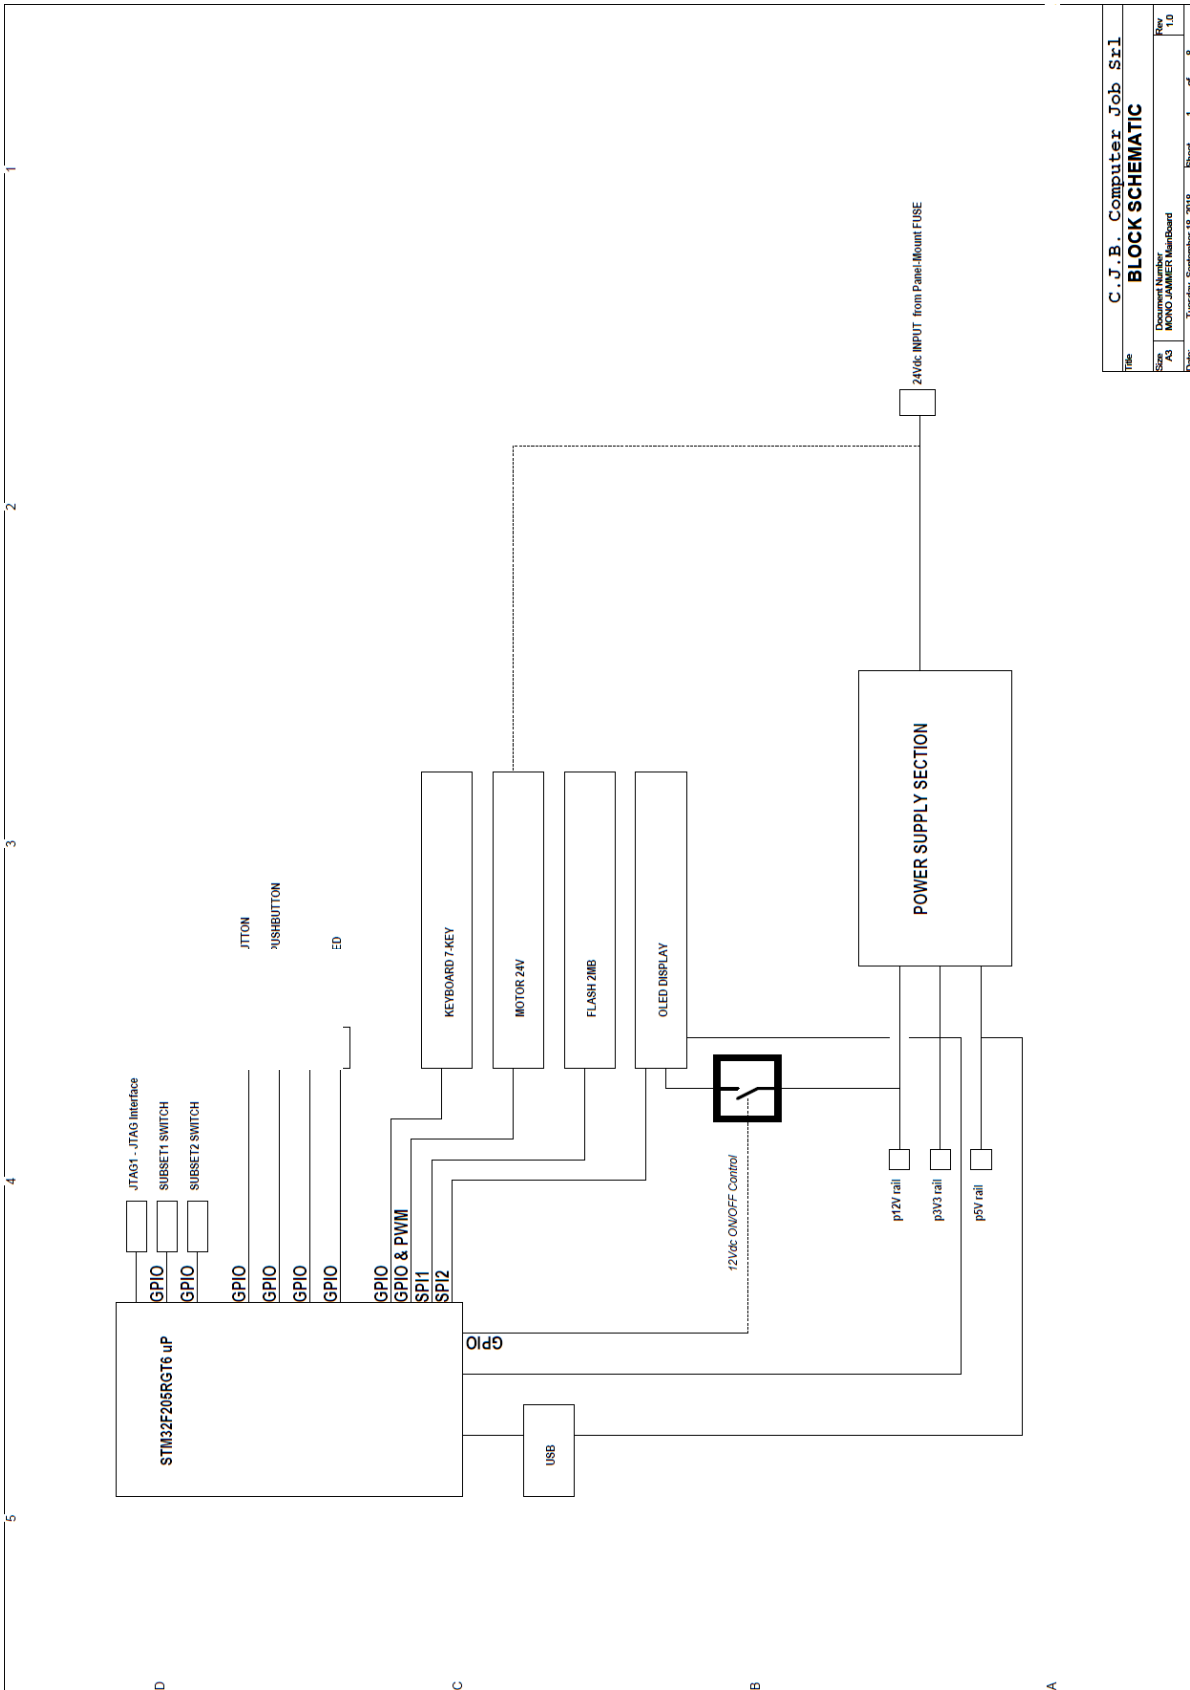 5
4
3
2
1
D
C
B
A
STM32F205RGT6 uP
JTAG1 - JTAG Interface
GPIO
SUBSET1 SWITCH
GPIO
SUBSET2 SWITCH
GPIO
GPIO
GPIO
GPIO
GPIO
GPIO & PWM
SPI1
SPI2
GPIO
KEYBOARD 7-KEY
MOTOR 24V
FLASH 2MB
OLED DISPLAY
USB
12Vdc ON/OFF Control
p12V rail
p3V3 rail
p5V rail
POWER SUPPLY SECTION
24Vdc INPUT from Panel-Mount FUSE
C.J.B. Computer Job Srl
Title
BLOCK SCHEMATIC
Size
A3
Document Number
MONO JAMMER MainBoard
Rev
1.0